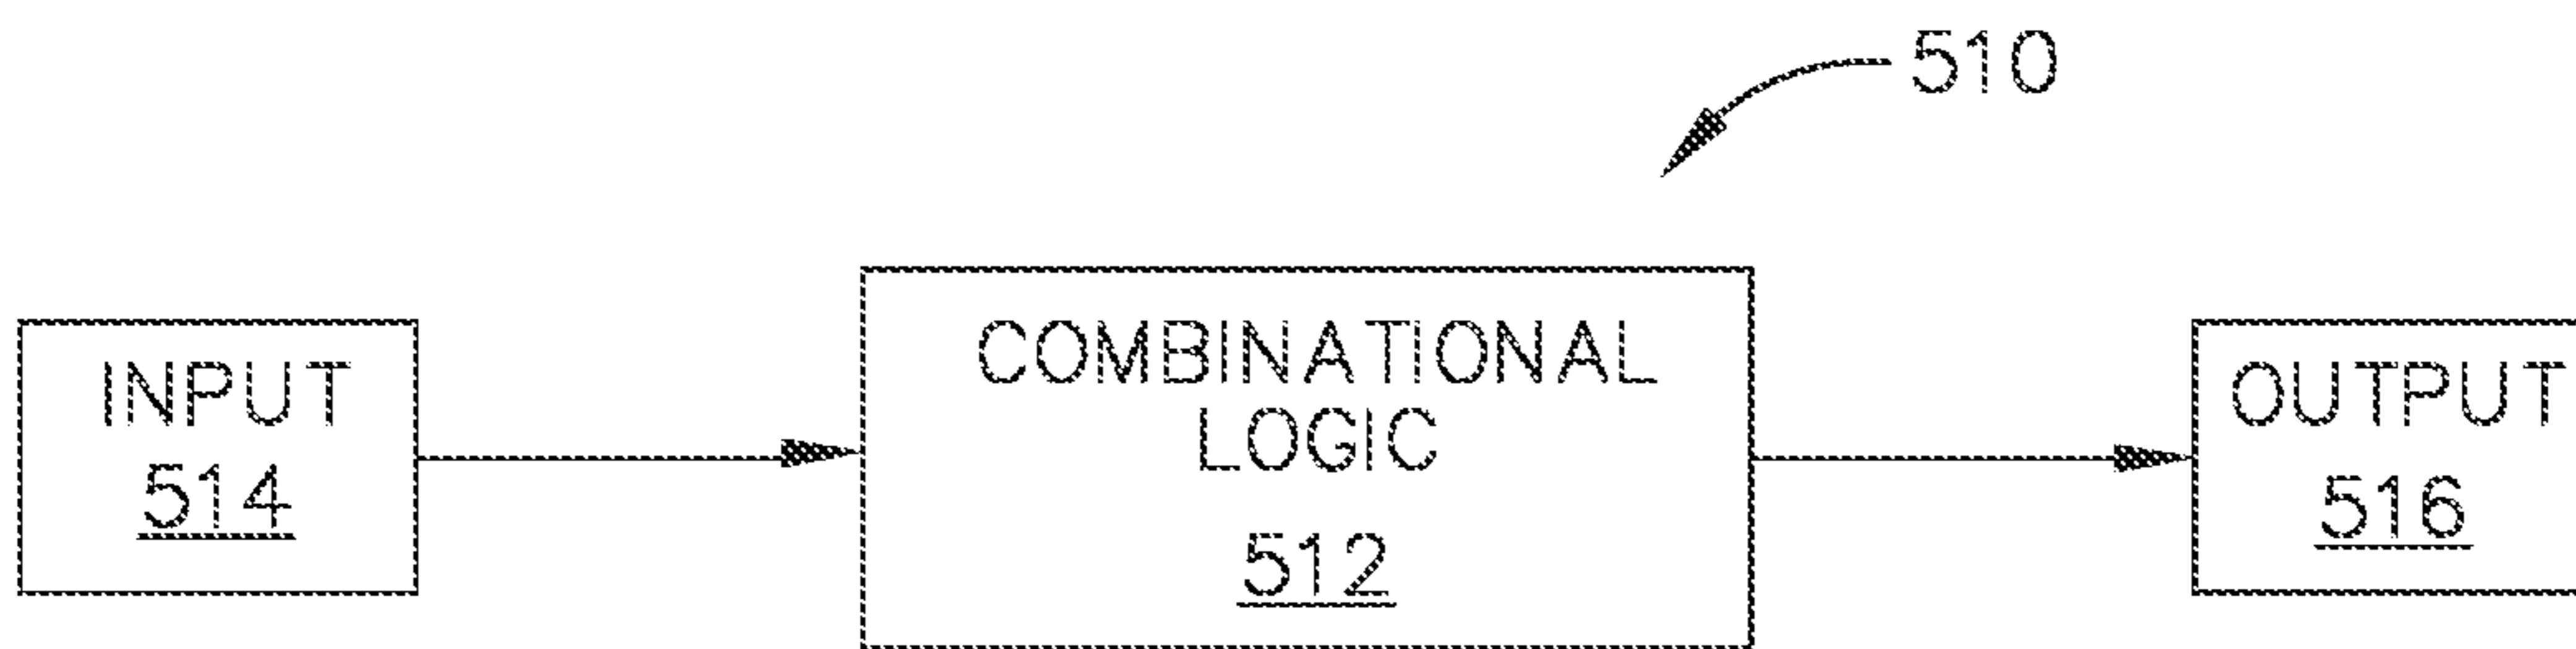 510
INPUT
514
COMBINATIONAL
LOGIC
512
OUTPUT
516